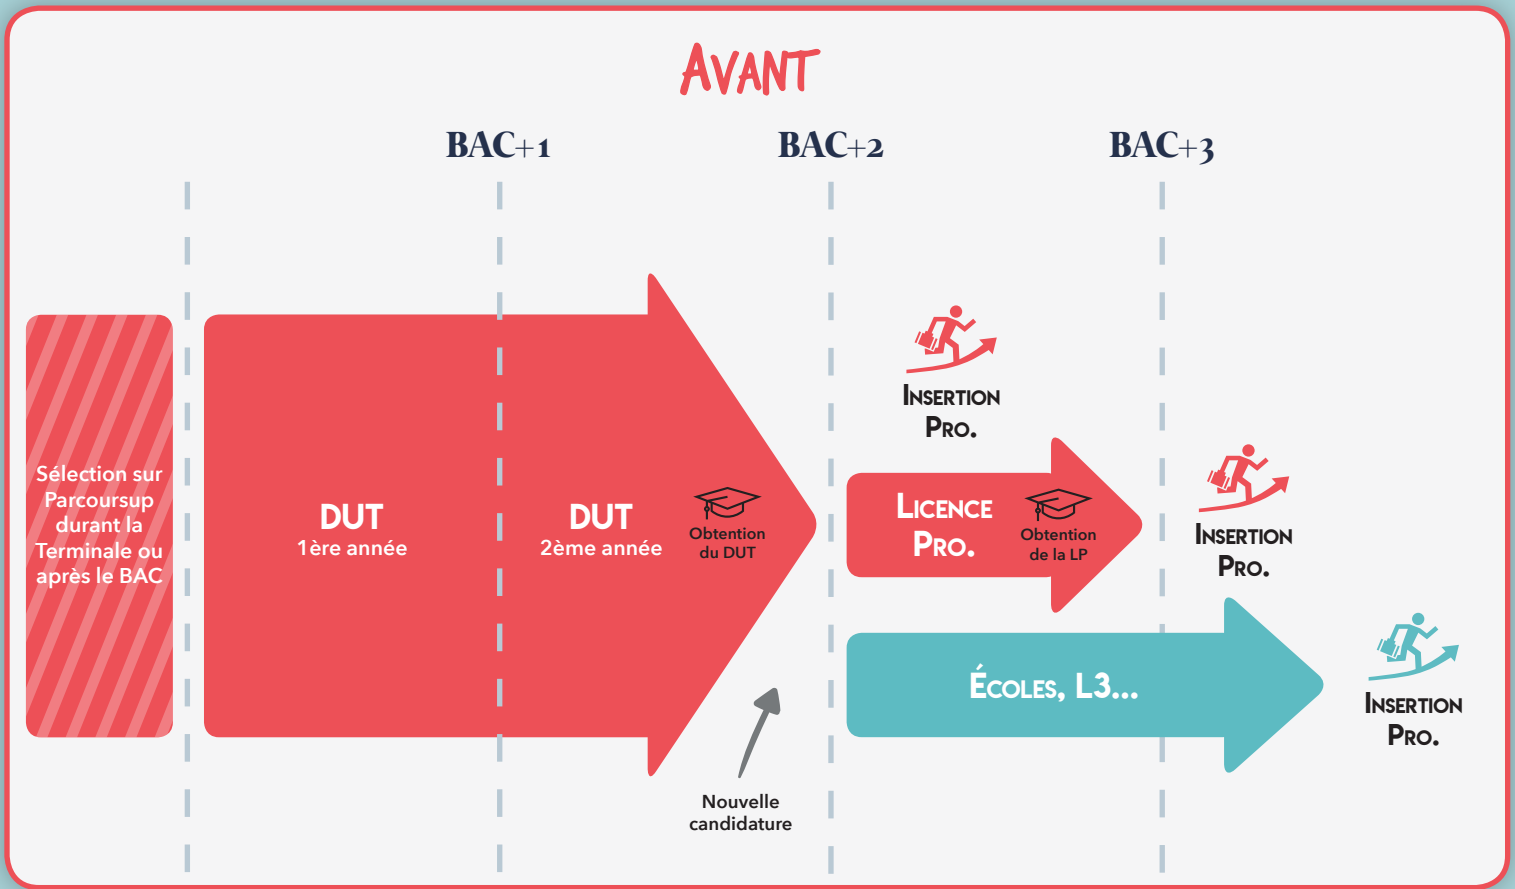 AVANT
BAC+1
BAC+2
BAC+3
Sélection sur
Parcoursup
durant la
Terminale ou
après le BAC
DUT
1ère année
DUT
2ème année
Obtention
du DUT
Nouvelle
candidature
INSERTION
PRO.
LICENCE
PRO.
Obtention
de la LP
INSERTION
PRO.
ÉCOLES, L3...
INSERTION
PRO.